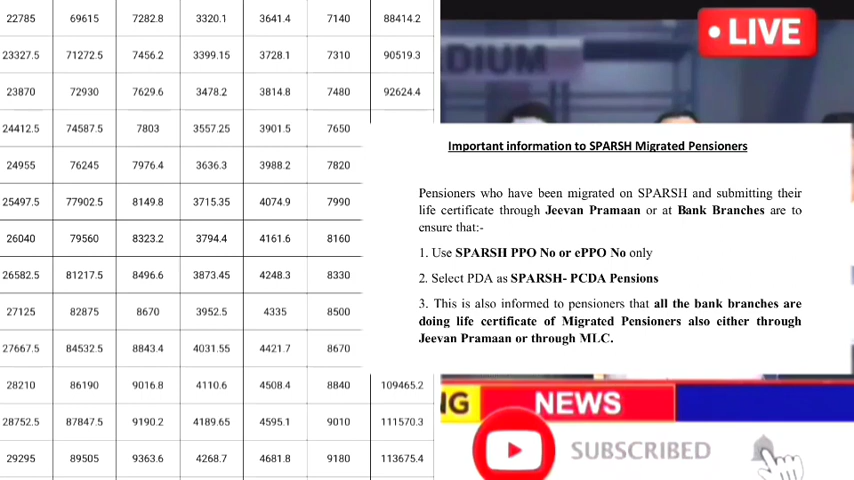 22785 69615 7282.8 3320.1 3641.4 7140 88414.2
23327.5 71272.5 7456.2 3399.15 3728.1 7310 90519.3
23870 72930 7629.6 3478.2 3814.8 7480 92624.4
24412.5 74587.5 7803 3557.25 3901.5 7650
24955 76245 7976.4 3636.3 3988.2 7820
25497.5 77902.5 8149.8 3715.35 4074.9 7990
26040 79560 8323.2 3794.4 4161.6 8160
26582.5 81217.5 8496.6 3873.45 4248.3 8330
27125 82875 8670 3952.5 4335 8500
27667.5 84532.5 8843.4 4031.55 4421.7 8670
28210 86190 9016.8 4110.6 4508.4 8840 109465.2
28752.5 87847.5 9190.2 4189.65 4595.1 9010 111570.3
29295 89505 9363.6 4268.7 4681.8 9180 113675.4
• LIVE
DIUM
Important information to SPARSH Migrated Pensioners
Pensioners who have been migrated on SPARSH and submitting their
life certificate through Jeevan Pramaan or at Bank Branches are to
ensure that:-
1. Use SPARSH PPO No or ePPO No only
2. Select PDA as SPARSH- PCDA Pensions
3. This is also informed to pensioners that all the bank branches are
doing life certificate of Migrated Pensioners also either through
Jeevan Pramaan or through MLC.
NG NEWS
SUBSCRIBED